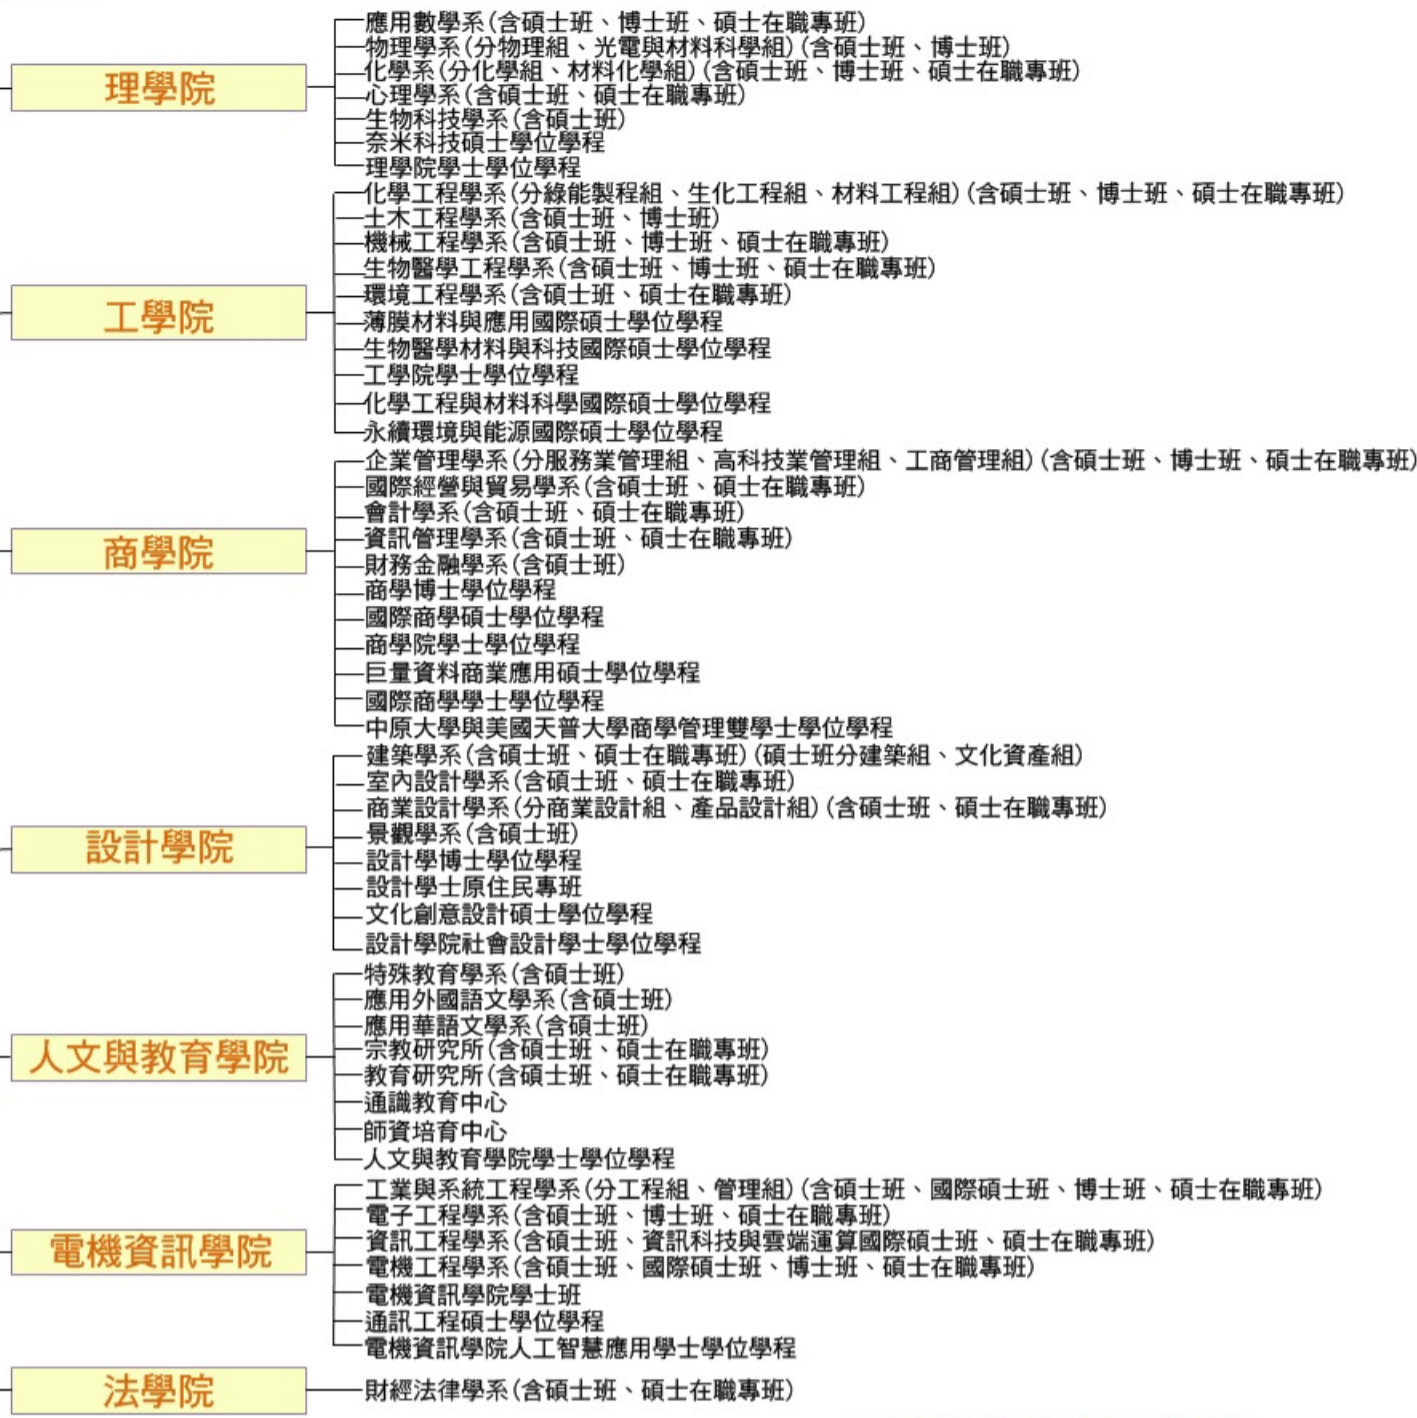 理學院
應用數學系(含碩士班、博士班、碩士在職專班)
物理學系(分物理組、光電與材料科學組)(含碩士班、博士班)
化學系(分化學組、材料化學組)(含碩士班、博士班、碩士在職專班)
心理學系(含碩士班、碩士在職專班)
生物科技學系(含碩士班)
奈米科技碩士學位學程
理學院學士學位學程
工學院
化學工程學系(分綠能製程組、生化工程組、材料工程組)(含碩士班、博士班、碩士在職專班)
土木工程學系(含碩士班、博士班)
機械工程學系(含碩士班、博士班、碩士在職專班)
生物醫學工程學系(含碩士班、博士班、碩士在職專班)
環境工程學系(含碩士班、碩士在職專班)
薄膜材料與應用國際碩士學位學程
生物醫學材料與科技國際碩士學位學程
工學院學士學位學程
化學工程與材料科學國際碩士學位學程
永續環境與能源國際碩士學位學程
商學院
企業管理學系(分服務業管理組、高科技業管理組、工商管理組)(含碩士班、博士班、碩士在職專班)
國際經營與貿易學系(含碩士班、碩士在職專班)
會計學系(含碩士班、碩士在職專班)
資訊管理學系(含碩士班、碩士在職專班)
財務金融學系(含碩士班)
商學博士學位學程
國際商學碩士學位學程
商學院學士學位學程
巨量資料商業應用碩士學位學程
國際商學學士學位學程
中原大學與美國天普大學商學管理雙學士學位學程
設計學院
建築學系(含碩士班、碩士在職專班)(碩士班分建築組、文化資產組)
室內設計學系(含碩士班、碩士在職專班)
商業設計學系(分商業設計組、產品設計組)(含碩士班、碩士在職專班)
景觀學系(含碩士班)
設計學博士學位學程
設計學士原住民專班
文化創意設計碩士學位學程
設計學院社會設計學士學位學程
人文與教育學院
特殊教育學系(含碩士班)
應用外國語文學系(含碩士班)
應用華語文學系(含碩士班)
宗教研究所(含碩士班、碩士在職專班)
教育研究所(含碩士班、碩士在職專班)
通識教育中心
師資培育中心
人文與教育學院學士學位學程
電機資訊學院
工業與系統工程學系(分工程組、管理組)(含碩士班、國際碩士班、博士班、碩士在職專班)
電子工程學系(含碩士班、博士班、碩士在職專班)
資訊工程學系(含碩士班、資訊科技與雲端運算國際碩士班、碩士在職專班)
電機工程學系(含碩士班、國際碩士班、博士班、碩士在職專班)
電機資訊學院學士班
通訊工程碩士學位學程
電機資訊學院人工智慧應用學士學位學程
法學院
財經法律學系(含碩士班、碩士在職專班)